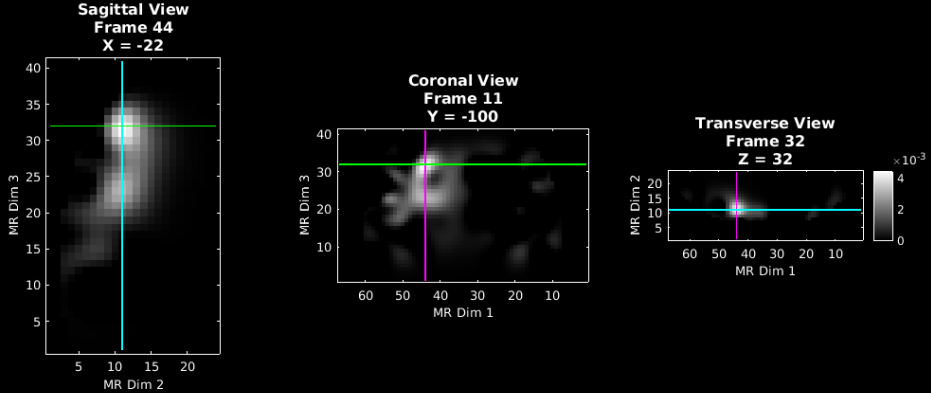 Sagittal View
Frame 44
X = -22
40
35
30
25
20
15
10
5
MR Dim 3
5
10
15
20
MR Dim 2
Coronal View
Frame 11
Y = -100
40
30
20
10
MR Dim 3
60
50
40
30
20
10
MR Dim 1
Transverse View
Frame 32
Z = 32
20
15
10
5
MR Dim 2
60
50
40
30
20
10
MR Dim 1
×10⁻³
4
2
0